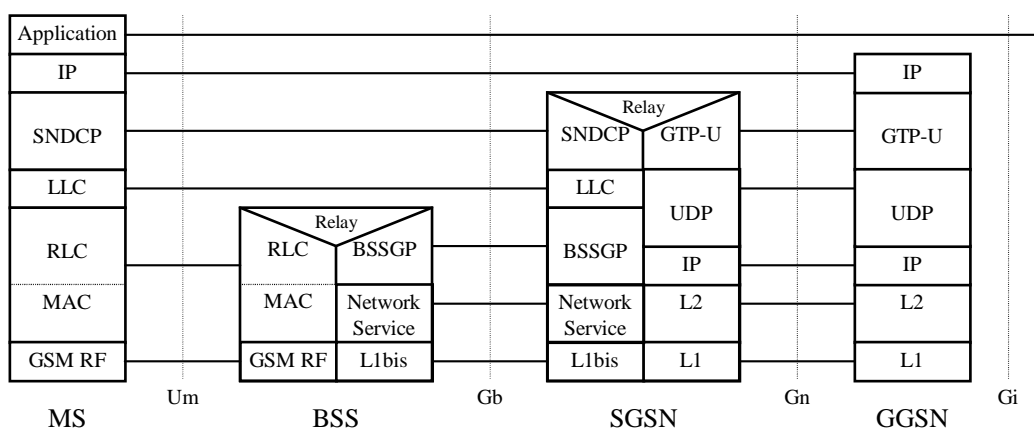 Application
IP
SNDCP
LLC
RLC
MAC
GSM RF
MS
Um
Relay
RLC
BSSGP
MAC
Network
Service
GSM RF
L1bis
BSS
Gb
Relay
SNDCP
GTP-U
LLC
UDP
BSSGP
IP
Network
Service
L2
L1bis
L1
SGSN
Gn
IP
GTP-U
UDP
IP
L2
L1
GGSN
Gi